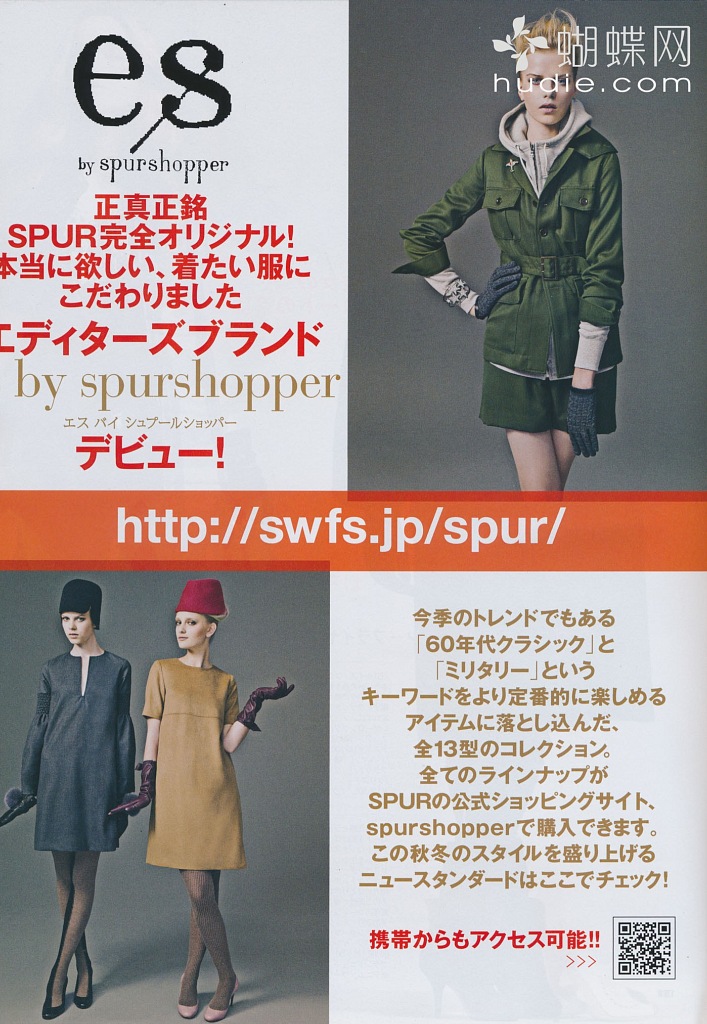 e/s
by spurshopper
正真正銘
SPUR完全オリジナル!
本当に欲しい、着たい服に
こだわりました
エディターズブランド
by spurshopper
エス バイ シュプールショッパー
デビュー!
蝴蝶网
hudie.com
http://swfs.jp/spur/
今季のトレンドでもある
「60年代クラシック」と
「ミリタリー」という
キーワードをより定番的に楽しめる
アイテムに落とし込んだ、
全13型のコレクション。
全てのラインナップが
SPURの公式ショッピングサイト、
spurshopperで購入できます。
この秋冬のスタイルを盛り上げる
ニュースタンダードはここでチェック!
携帯からもアクセス可能!!
>>>